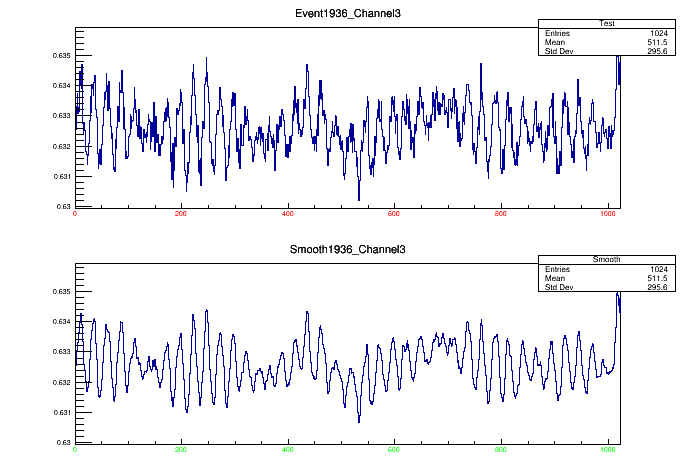 Event1936_Channel3
Test
Entries 1024
Mean 511.5
Std Dev 295.6
0.635
0.634
0.633
0.632
0.631
0.63
0 200 400 600 800 1000
Smooth1936_Channel3
Smooth
Entries 1024
Mean 511.5
Std Dev 295.6
0.635
0.634
0.633
0.632
0.631
0.63
0 200 400 600 800 1000